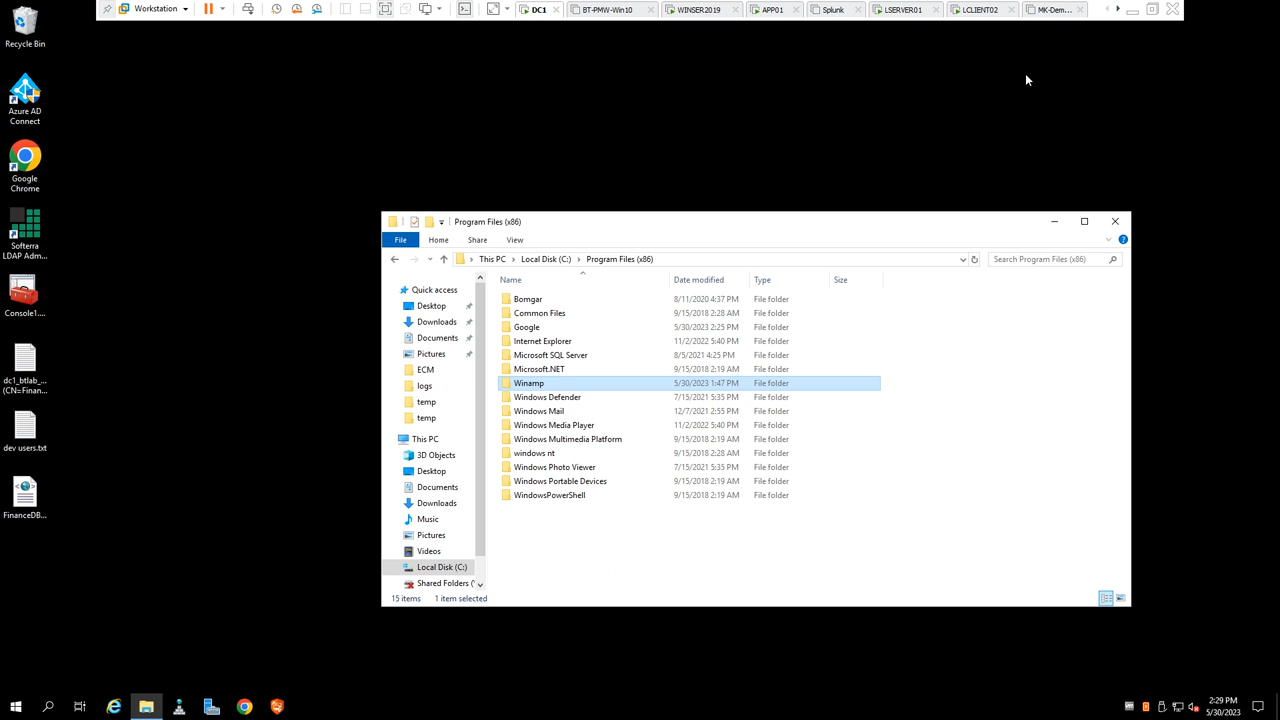 Workstation
DC1
BT-PMW-Win10
WINSER2019
APP01
Splunk
LSERVER01
LCLIENT02
MK-Dem...
Recycle Bin
Azure AD
Connect
Google
Chrome
Softerra
LDAP Adm...
Console1....
dc1_btlab_...
(CN=Finan...
dev users.txt
FinanceDB...
Program Files (x86)
File Home Share View
This PC > Local Disk (C:) > Program Files (x86)
Search Program Files (x86)
Name Date modified Type Size
Bomgar 8/11/2020 4:37 PM File folder
Common Files 9/15/2018 2:28 AM File folder
Google 5/30/2023 2:25 PM File folder
Internet Explorer 11/2/2022 5:40 PM File folder
Microsoft SQL Server 8/5/2021 4:25 PM File folder
Microsoft.NET 9/15/2018 2:19 AM File folder
Winamp 5/30/2023 1:47 PM File folder
Windows Defender 7/15/2021 5:35 PM File folder
Windows Mail 12/7/2021 2:55 PM File folder
Windows Media Player 11/2/2022 5:40 PM File folder
Windows Multimedia Platform 9/15/2018 2:19 AM File folder
windows nt 9/15/2018 2:28 AM File folder
Windows Photo Viewer 7/15/2021 5:35 PM File folder
Windows Portable Devices 9/15/2018 2:19 AM File folder
WindowsPowerShell 9/15/2018 2:19 AM File folder
Quick access
Desktop
Downloads
Documents
Pictures
ECM
logs
temp
temp
This PC
3D Objects
Desktop
Documents
Downloads
Music
Pictures
Videos
Local Disk (C:)
Shared Folders (
15 items 1 item selected
2:29 PM
5/30/2023